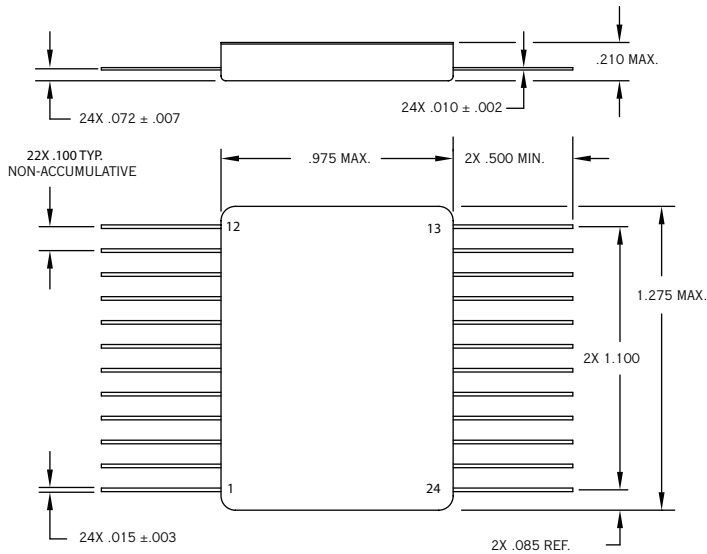 .210 MAX.
24X .072 ± .007
24X .010 ± .002
22X .100 TYP.
NON-ACCUMULATIVE
.975 MAX.
2X .500 MIN.
12
13
1.275 MAX.
2X 1.100
1
24
24X .015 ±.003
2X .085 REF.